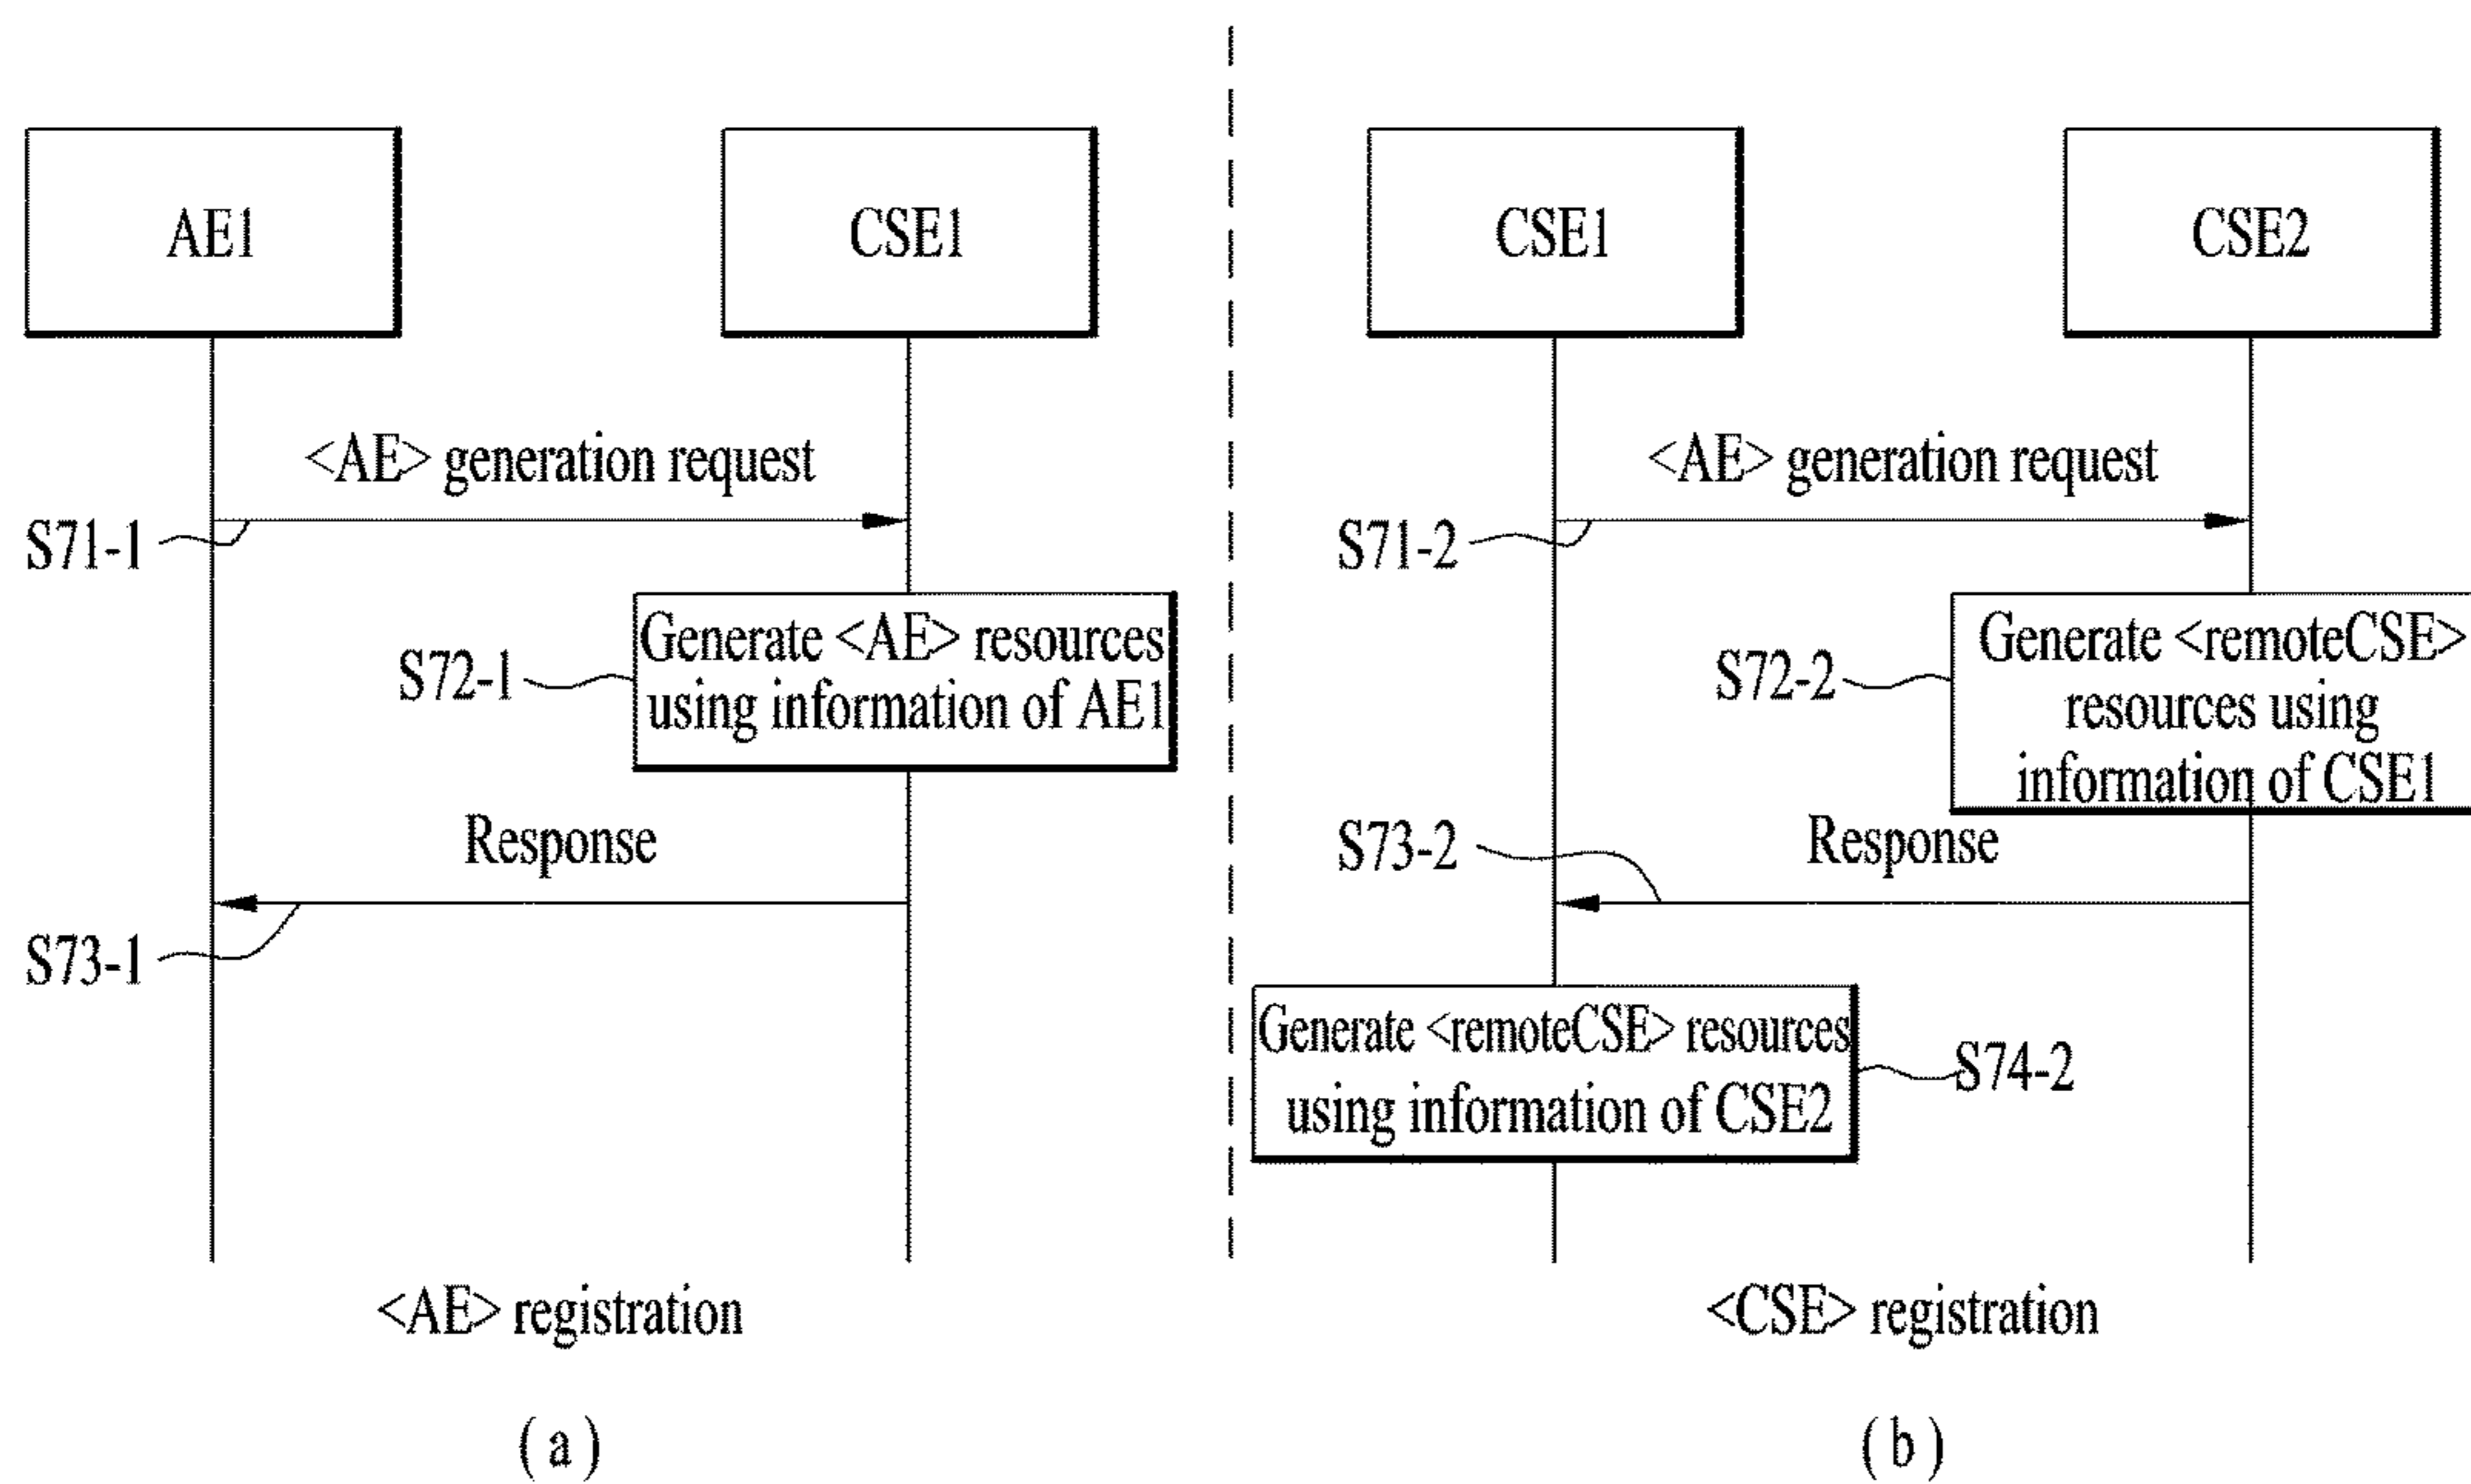 AE1
CSE1
<AE> generation request
S71-1
S72-1
Generate <AE> resources
using information of AE1
Response
S73-1
<AE> registration
( a )
CSE1
CSE2
<AE> generation request
S71-2
S72-2
Generate <remoteCSE>
resources using
information of CSE1
S73-2
Response
Generate <remoteCSE> resources
using information of CSE2
S74-2
<CSE> registration
( b )